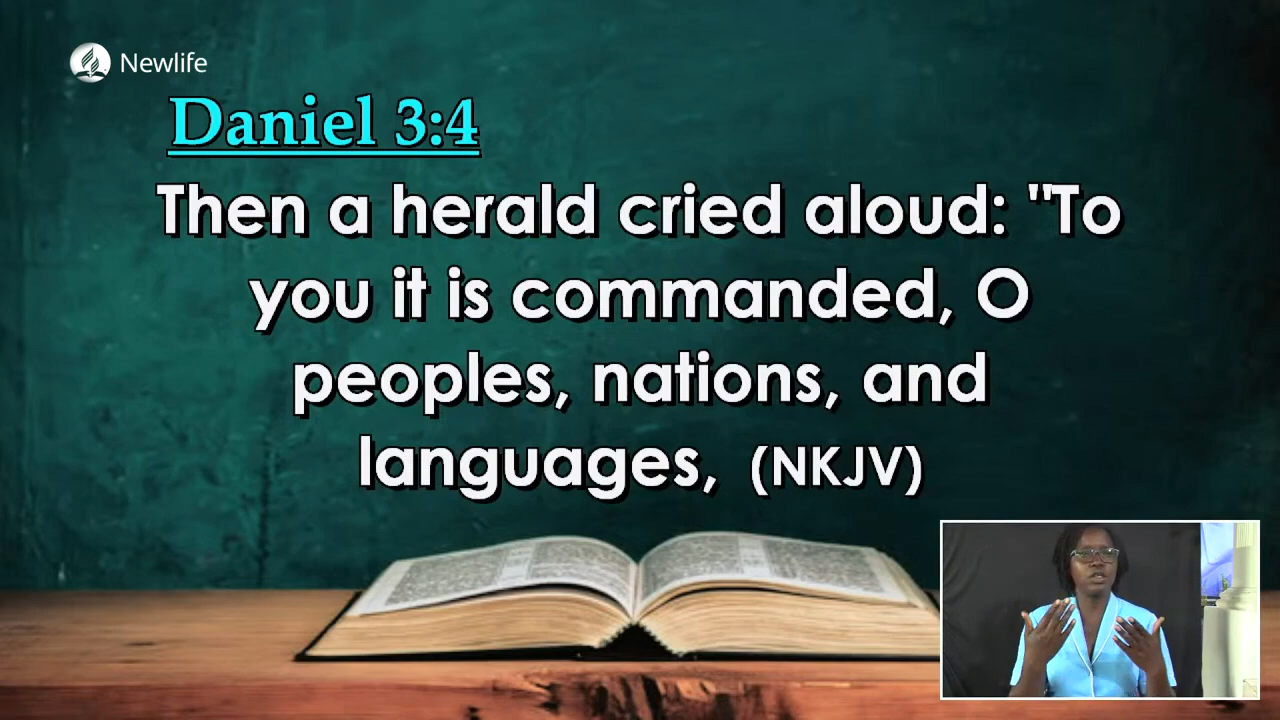 Newlife
Daniel 3:4
Then a herald cried aloud: "To
you it is commanded, O
peoples, nations, and
languages, (NKJV)